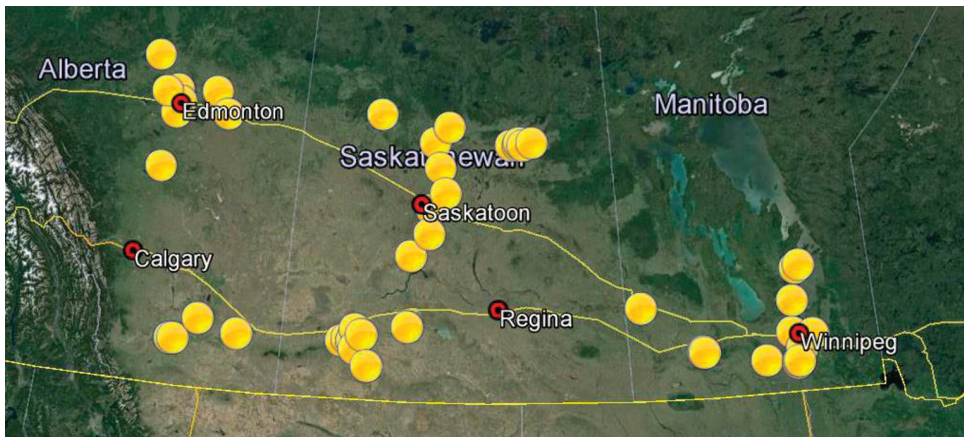 Alberta
Edmonton
Manitoba
Saskatchewan
Saskatoon
Calgary
Regina
Winnipeg